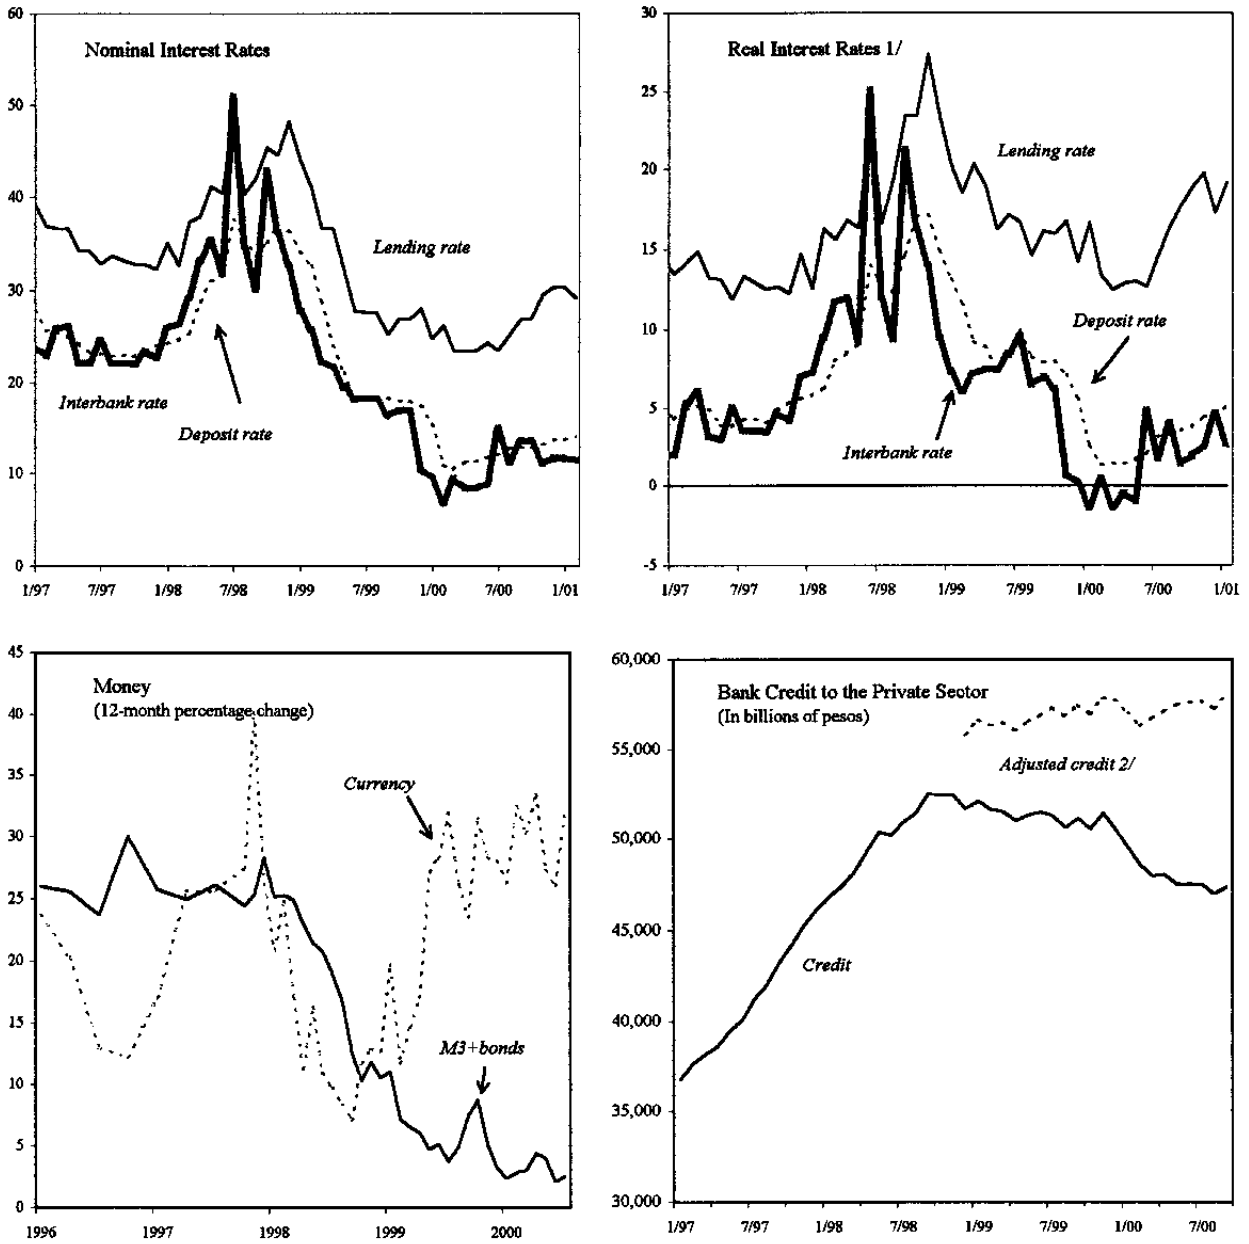 Nominal Interest Rates
60
50
40
30
20
10
0
Lending rate
Interbank rate
Deposit rate
1/97 7/97 1/98 7/98 1/99 7/99 1/00 7/00 1/01
Real Interest Rates 1/
30
25
20
15
10
5
0
-5
Lending rate
Deposit rate
Interbank rate
1/97 7/97 1/98 7/98 1/99 7/99 1/00 7/00 1/01
Money
(12-month percentage change)
45
40
35
30
25
20
15
10
5
0
Currency
M3+bonds
1996 1997 1998 1999 2000
Bank Credit to the Private Sector
(In billions of pesos)
60,000
55,000
50,000
45,000
40,000
35,000
30,000
Adjusted credit 2/
Credit
1/97 7/97 1/98 7/98 1/99 7/99 1/00 7/00